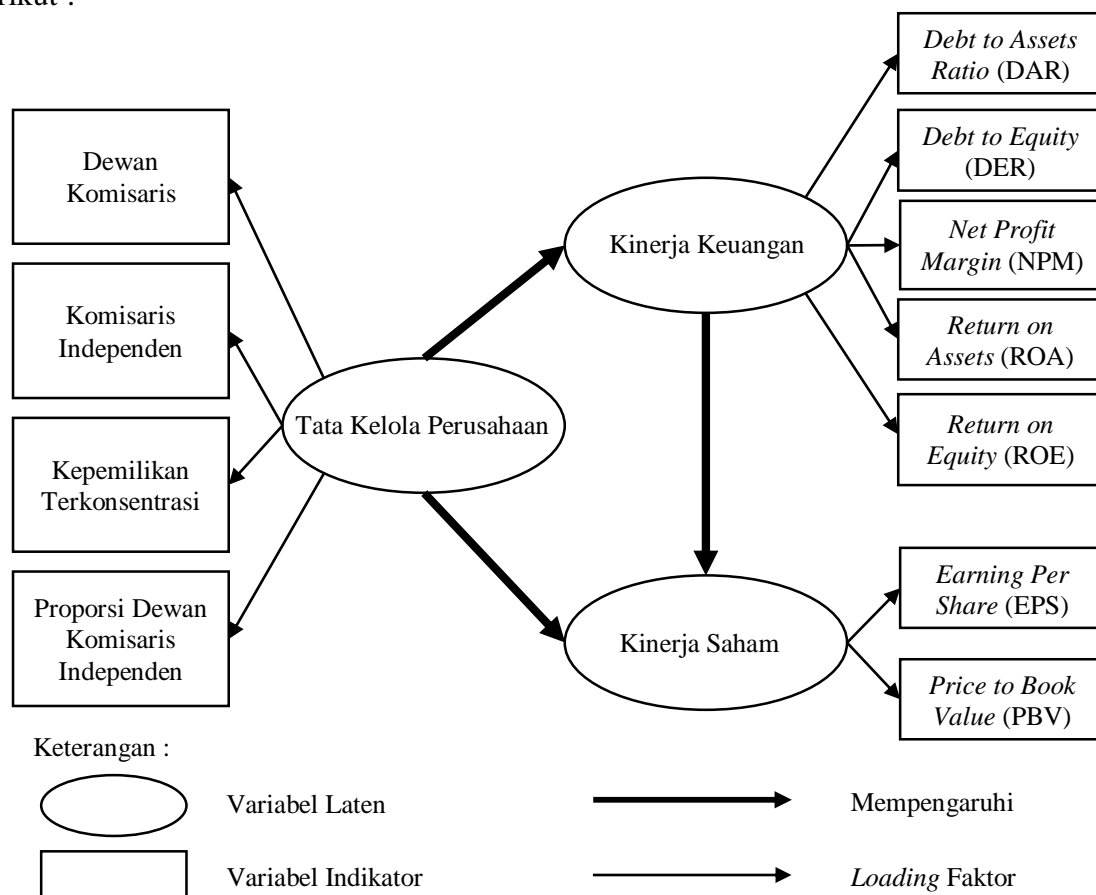 Dewan
Komisaris
Komisaris
Independen
Kepemilikan
Terkonsentrasi
Proporsi Dewan
Komisaris
Independen
Tata Kelola Perusahaan
Kinerja Keuangan
Kinerja Saham
Debt to Assets
Ratio (DAR)
Debt to Equity
(DER)
Net Profit
Margin (NPM)
Return on
Assets (ROA)
Return on
Equity (ROE)
Earning Per
Share (EPS)
Price to Book
Value (PBV)
Keterangan :
Variabel Laten
Mempengaruhi
Variabel Indikator
Loading Faktor